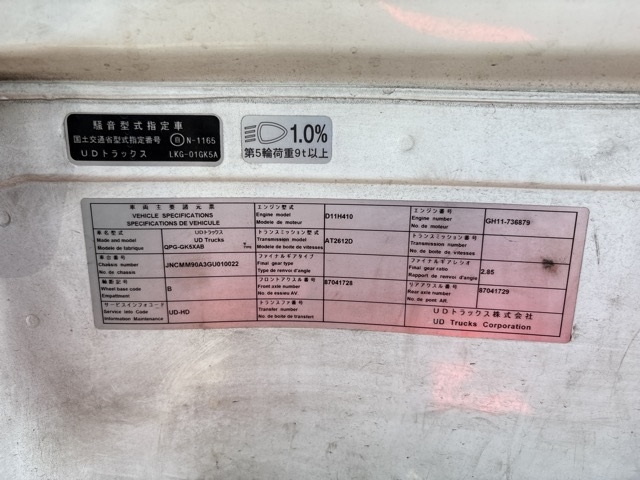 騒音型式指定車
国土交通省型式指定番号 自 N-1165
UDトラックス LKG-01GK5A
1.0%
第5輪荷重9t以上
車両主要諸元票
VEHICLE SPECIFICATIONS
SPECIFICATIONS DE VEHICULE
車名型式 UDトラックス
Make and model UD Trucks
Modele de fabrique QPG-GK5XAB
車台番号
Chassis number JNCMM90A3GU010022
No. de chassis
軸距記号
Wheel base code B
Empattement
サービスインフォコード
Service info Code UD-HD
Information Maintenance
エンジン型式
Engine model D11H410
Modele de moteur
トランスミッション型式
Transmission model AT2612D
Modele de boite de vitesses
ファイナルギアタイプ
Final gear type
Type de renvoi d'angle
フロントアクスル番号 87041728
Front axle number
No. de essieu AV
トランスファ番号
Transfer number
No. de boite de transfert
エンジン番号
Engine number GH11-736879
No. de moteur
トランスミッション番号
Transmission number
No. de boite de vitesses
ファイナルギアレシオ
Final gear ratio 2.85
Rapport de renvoi d'angle
リアアクスル番号
Rear axle number 87041729
No. de pont AR.
UDトラックス株式会社
UD Trucks Corporation